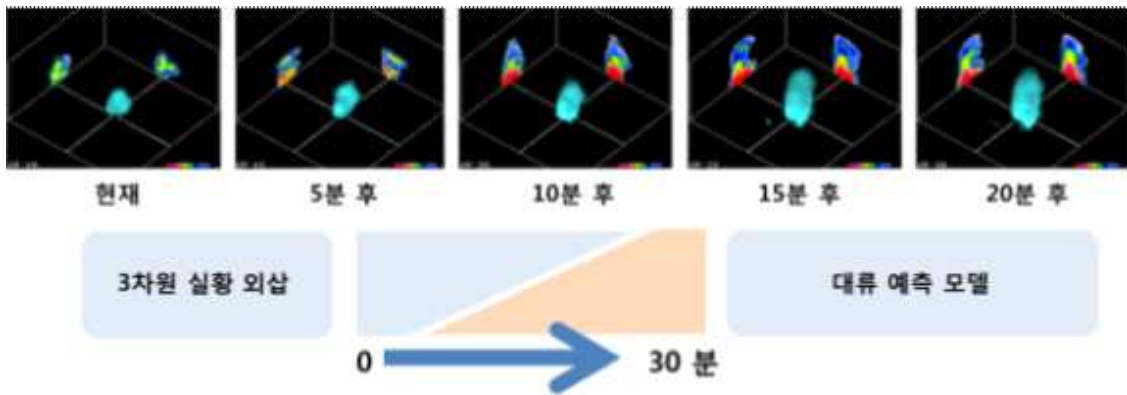 현재
5분 후
10분 후
15분 후
20분 후
3차원 실황 외삽
대류 예측 모델
0
30 분